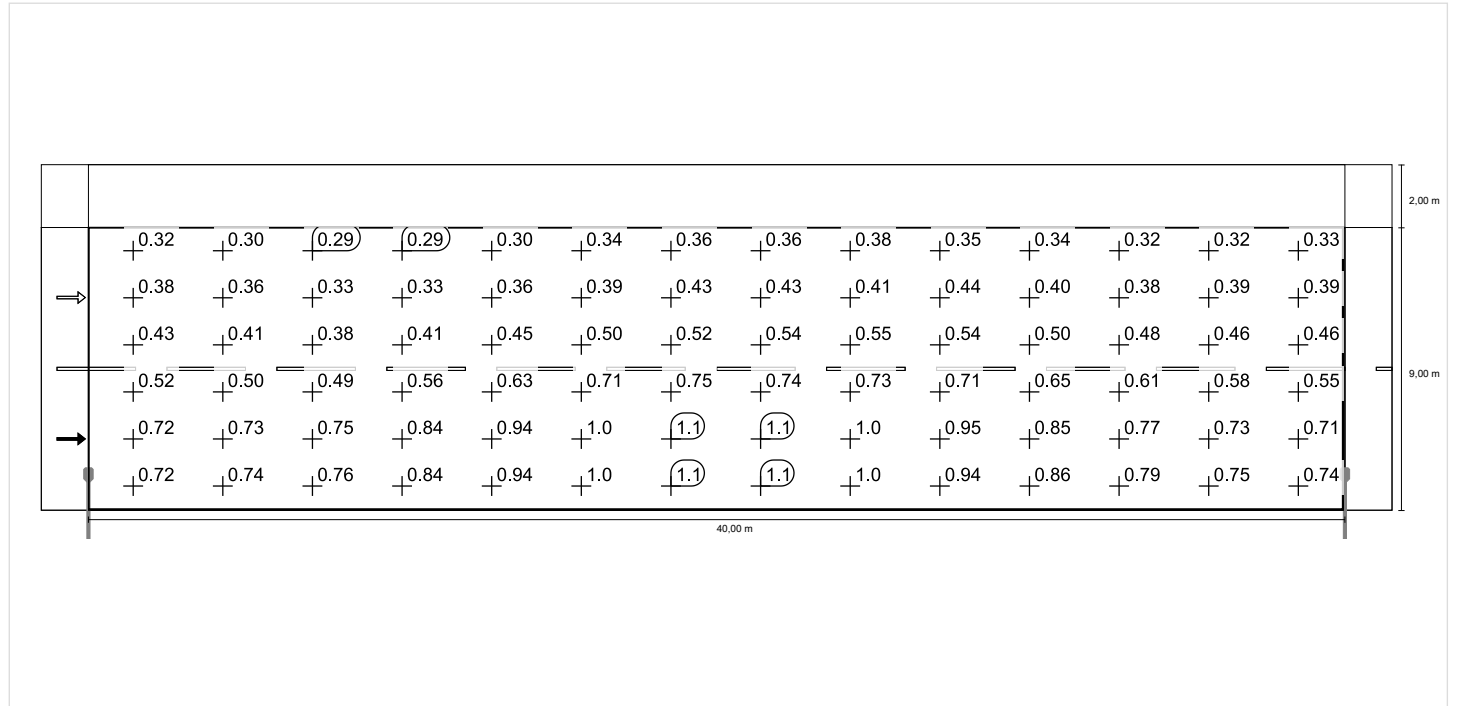 2,00 m
0.32 0.30 0.29 0.29 0.30 0.34 0.36 0.36 0.38 0.35 0.34 0.32 0.32 0.33
0.38 0.36 0.33 0.33 0.36 0.39 0.43 0.43 0.41 0.44 0.40 0.38 0.39 0.39
0.43 0.41 0.38 0.41 0.45 0.50 0.52 0.54 0.55 0.54 0.50 0.48 0.46 0.46
9,00 m
0.52 0.50 0.49 0.56 0.63 0.71 0.75 0.74 0.73 0.71 0.65 0.61 0.58 0.55
0.72 0.73 0.75 0.84 0.94 1.0 1.1 1.1 1.0 0.95 0.85 0.77 0.73 0.71
0.72 0.74 0.76 0.84 0.94 1.0 1.1 1.1 1.0 0.94 0.86 0.79 0.75 0.74
40,00 m